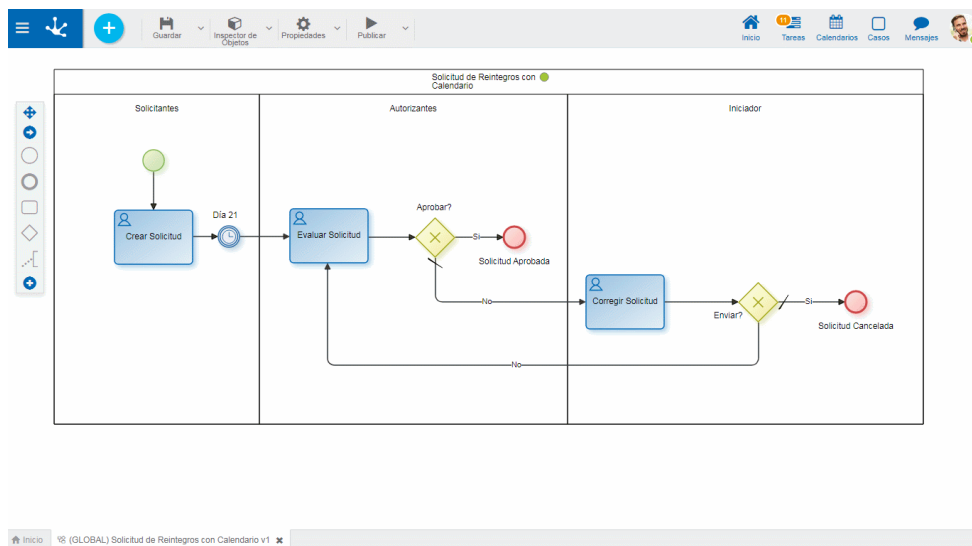 Guardar
Inspector de
Objetos
Propiedades
Publicar
Inicio
11
Tareas
Calendarios
Casos
Mensajes
Solicitud de Reintegros con
Calendario
Solicitantes
Autorizantes
Iniciador
Crear Solicitud
Día 21
Evaluar Solicitud
Aprobar?
Si
Solicitud Aprobada
No
Corregir Solicitud
Enviar?
Si
Solicitud Cancelada
No
Inicio
(GLOBAL) Solicitud de Reintegros con Calendario v1